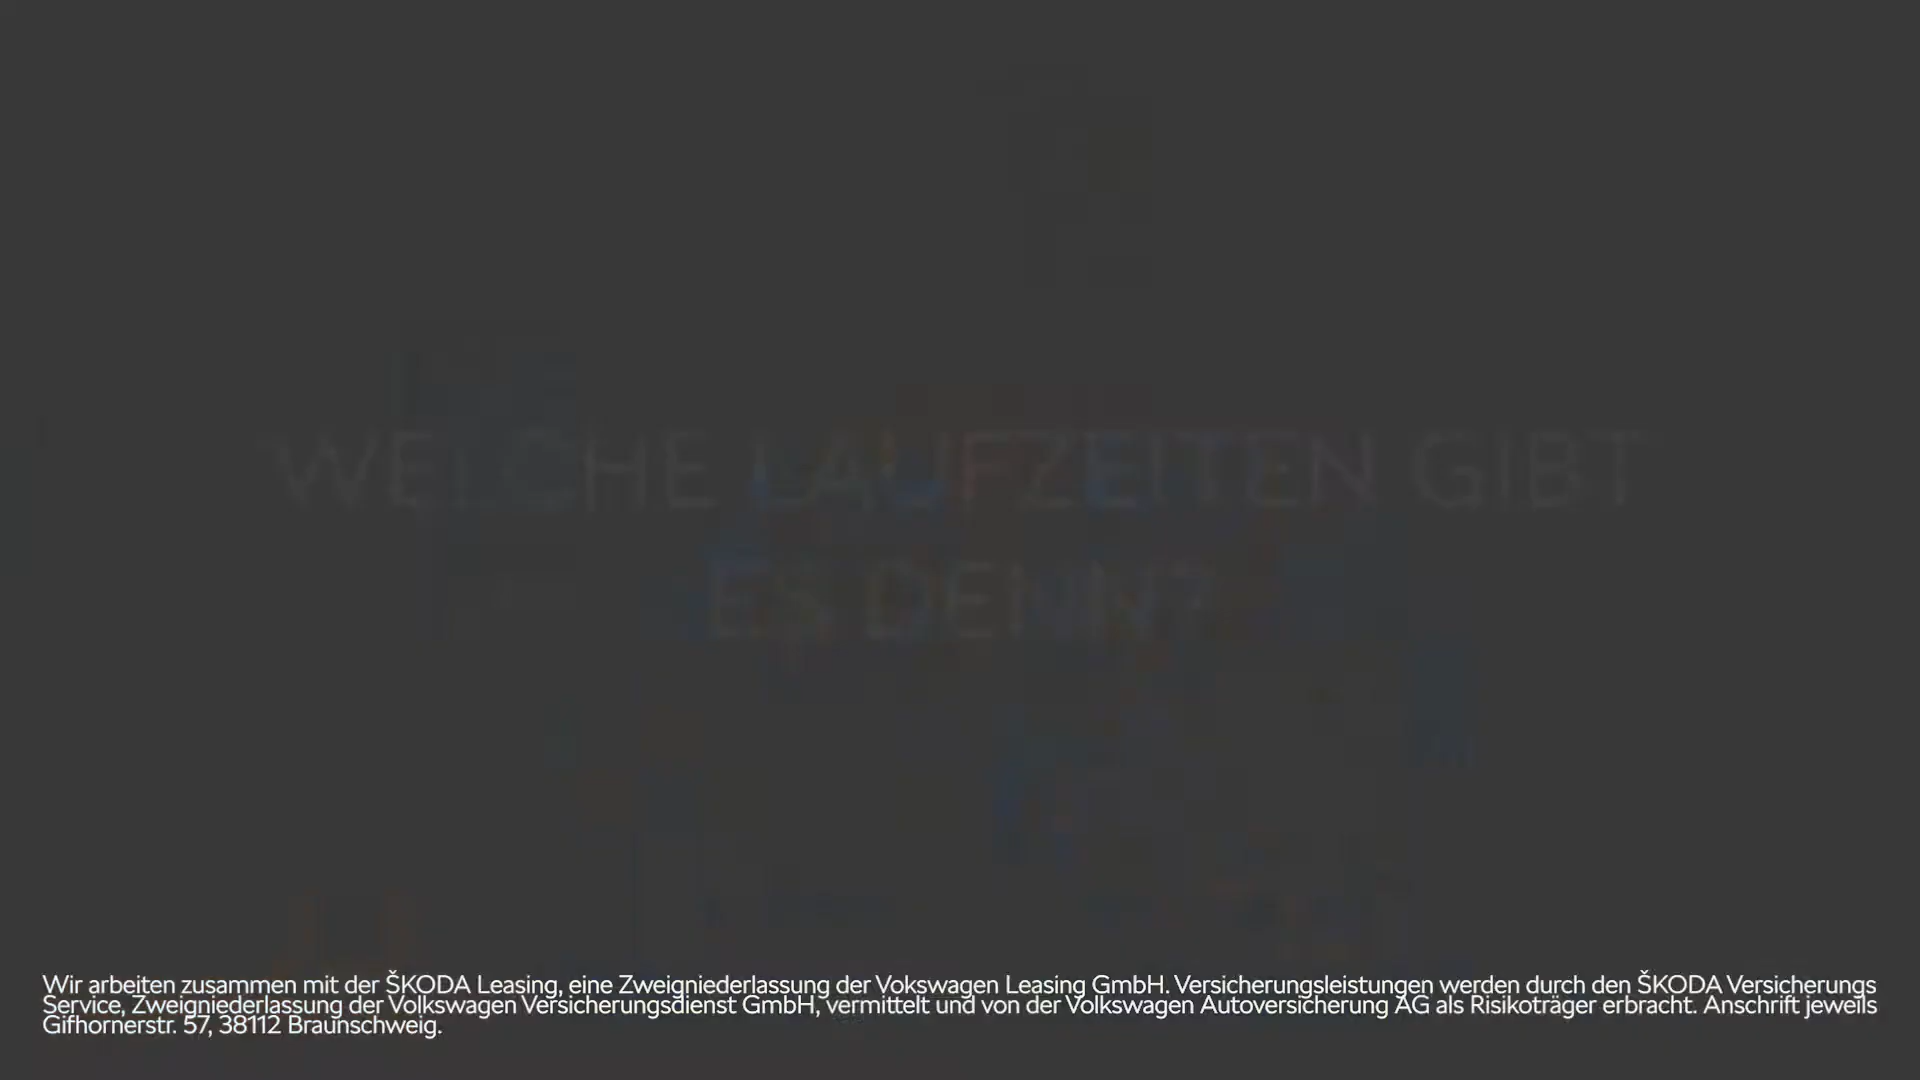 WELCHE LAUFZEITEN GIBT
ES DENN?
Wir arbeiten zusammen mit der ŠKODA Leasing, eine Zweigniederlassung der Vokswagen Leasing GmbH. Versicherungsleistungen werden durch den ŠKODA Versicherungs
Service, Zweigniederlassung der Volkswagen Versicherungsdienst GmbH, vermittelt und von der Volkswagen Autoversicherung AG als Risikoträger erbracht. Anschrift jeweils
Gifhornerstr. 57, 38112 Braunschweig.